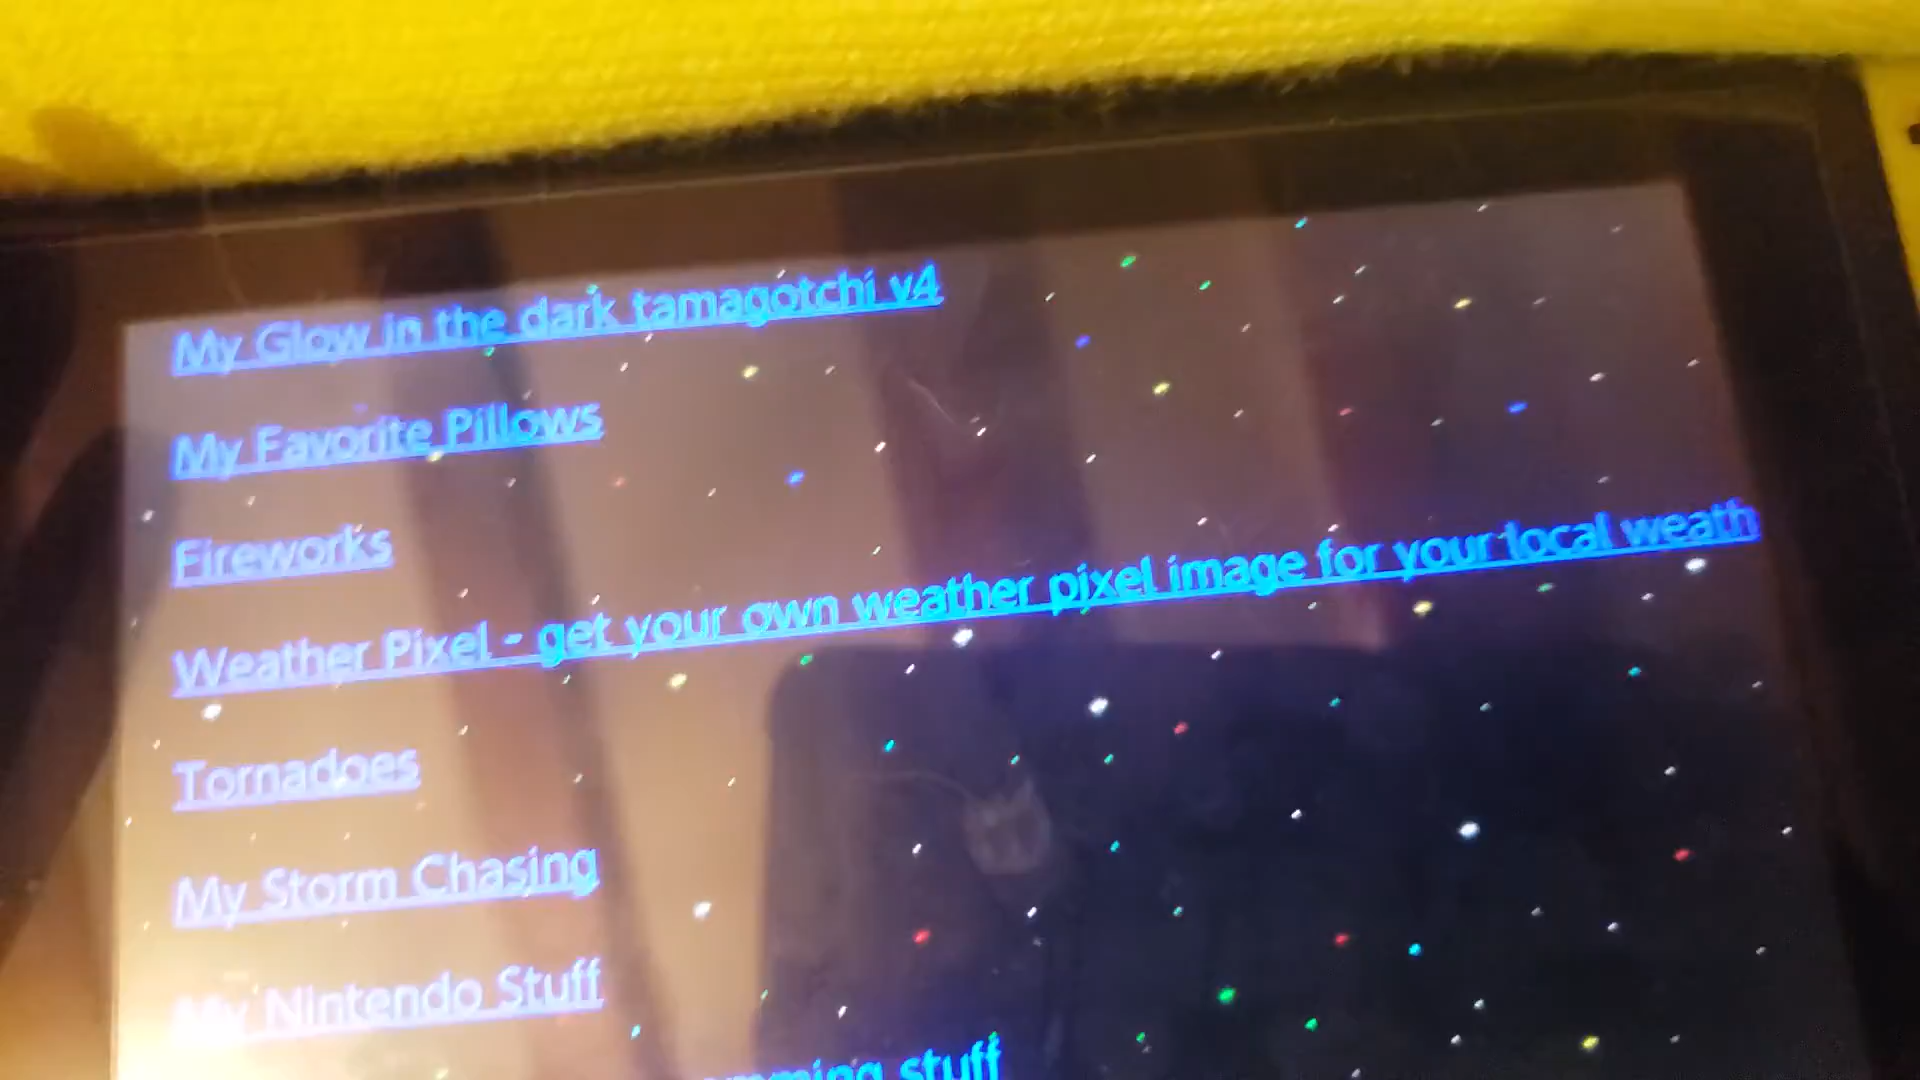 My Glow in the dark tamagotchi v4
My Favorite Pillows
Fireworks
Weather Pixel - get your own weather pixel image for your local weath
Tornadoes
My Storm Chasing
My Nintendo Stuff
stuff